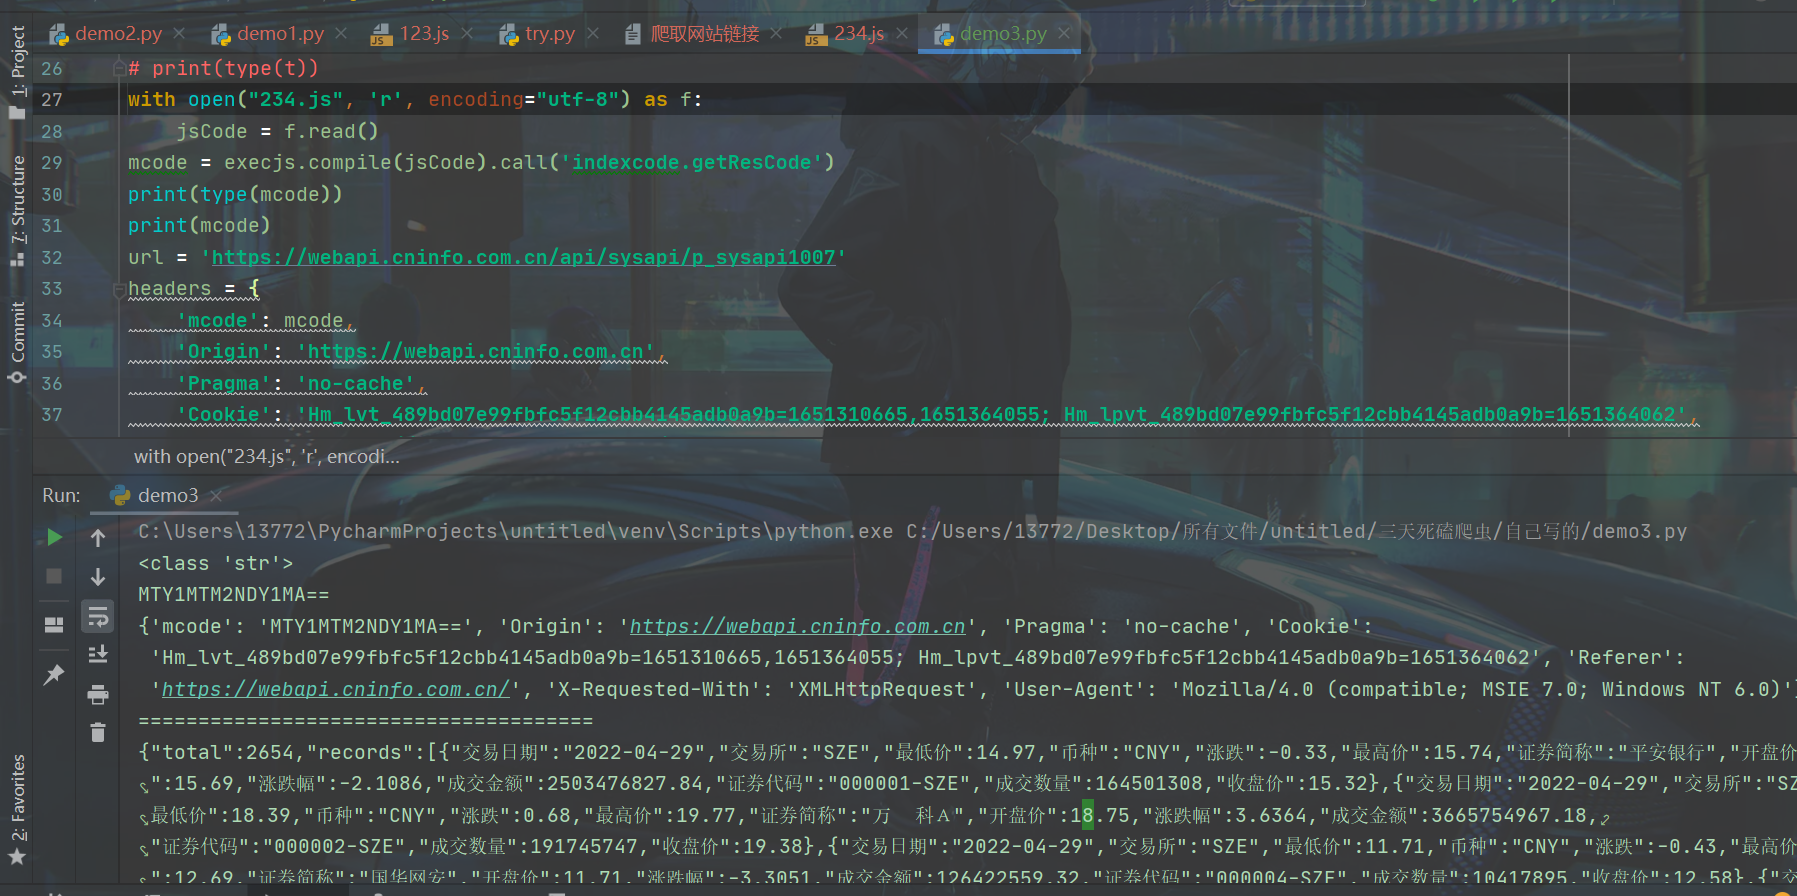 demo2.py × demo1.py × 123.js × try.py × 爬取网站链接 × 234.js × demo3.py ×
1: Project
7: Structure
Commit
2: Favorites
26 # print(type(t))
27 with open("234.js", 'r', encoding="utf-8") as f:
28 jsCode = f.read()
29 mcode = execjs.compile(jsCode).call('indexcode.getResCode')
30 print(type(mcode))
31 print(mcode)
32 url = 'https://webapi.cninfo.com.cn/api/sysapi/p_sysapi1007'
33 headers = {
34 'mcode': mcode,
35 'Origin': 'https://webapi.cninfo.com.cn',
36 'Pragma': 'no-cache',
37 'Cookie': 'Hm_lvt_489bd07e99fbfc5f12cbb4145adb0a9b=1651310665,1651364055; Hm_lpvt_489bd07e99fbfc5f12cbb4145adb0a9b=1651364062',
with open("234.js", 'r', encodi...
Run: demo3 ×
C:\Users\13772\PycharmProjects\untitled\venv\Scripts\python.exe C:/Users/13772/Desktop/所有文件/untitled/三天死磕爬虫/自己写的/demo3.py
<class 'str'>
MTY1MTM2NDY1MA==
{'mcode': 'MTY1MTM2NDY1MA==', 'Origin': 'https://webapi.cninfo.com.cn', 'Pragma': 'no-cache', 'Cookie':
'Hm_lvt_489bd07e99fbfc5f12cbb4145adb0a9b=1651310665,1651364055; Hm_lpvt_489bd07e99fbfc5f12cbb4145adb0a9b=1651364062', 'Referer':
'https://webapi.cninfo.com.cn/', 'X-Requested-With': 'XMLHttpRequest', 'User-Agent': 'Mozilla/4.0 (compatible; MSIE 7.0; Windows NT 6.0)'}
======================================
{"total":2654,"records":[{"交易日期":"2022-04-29","交易所":"SZE","最低价":14.97,"币种":"CNY","涨跌":-0.33,"最高价":15.74,"证券简称":"平安银行","开盘价
":15.69,"涨跌幅":-2.1086,"成交金额":2503476827.84,"证券代码":"000001-SZE","成交数量":164501308,"收盘价":15.32},{"交易日期":"2022-04-29","交易所":"SZ
最低价":18.39,"币种":"CNY","涨跌":0.68,"最高价":19.77,"证券简称":"万 科Ａ","开盘价":18.75,"涨跌幅":3.6364,"成交金额":3665754967.18,
"证券代码":"000002-SZE","成交数量":191745747,"收盘价":19.38},{"交易日期":"2022-04-29","交易所":"SZE","最低价":11.71,"币种":"CNY","涨跌":-0.43,"最高价
":12.69,"证券简称":"国华网安","开盘价":11.71,"涨跌幅":-3.3051,"成交金额":126422559.32,"证券代码":"000004-SZE","成交数量":10417895,"收盘价":12.58},{"交